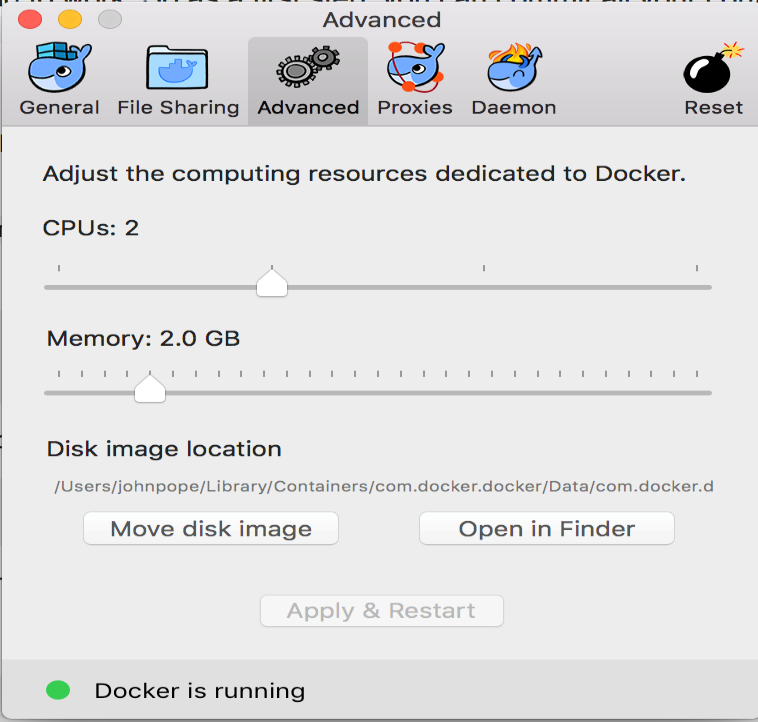 Advanced
General File Sharing Advanced Proxies Daemon Reset
Adjust the computing resources dedicated to Docker.
CPUs: 2
Memory: 2.0 GB
Disk image location
/Users/johnpope/Library/Containers/com.docker.docker/Data/com.docker.d
Move disk image Open in Finder
Apply & Restart
Docker is running